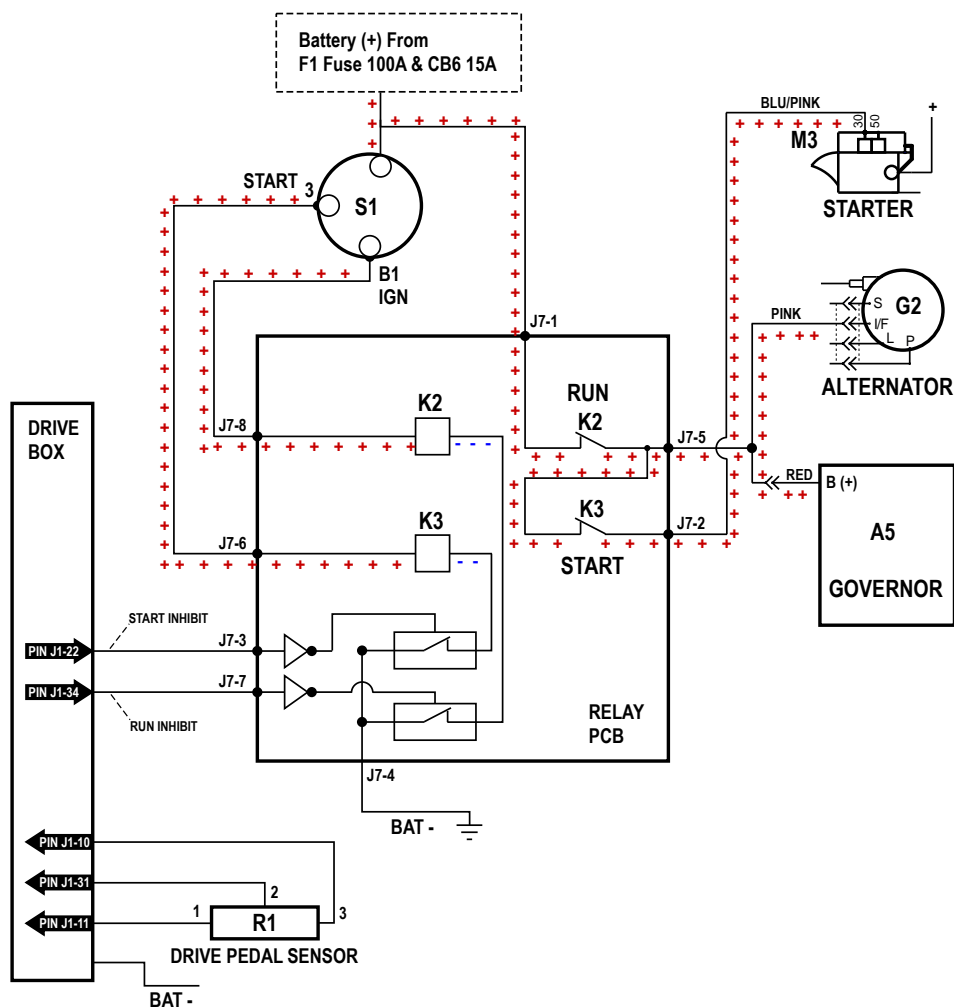 Battery (+) From
F1 Fuse 100A & CB6 15A
BLU/PINK
30
50
+
M3
STARTER
START
3
S1
B1
IGN
J7-1
PINK
S
G2
I/F
L
P
ALTERNATOR
DRIVE
BOX
RUN
K2
K2
J7-8
J7-5
RED
B (+)
A5
GOVERNOR
K3
K3
J7-6
J7-2
START
START INHIBIT
J7-3
PIN J1-22
J7-7
PIN J1-34
RUN INHIBIT
RELAY
PCB
J7-4
BAT -
PIN J1-10
PIN J1-31
2
PIN J1-11
1
R1
3
DRIVE PEDAL SENSOR
BAT -